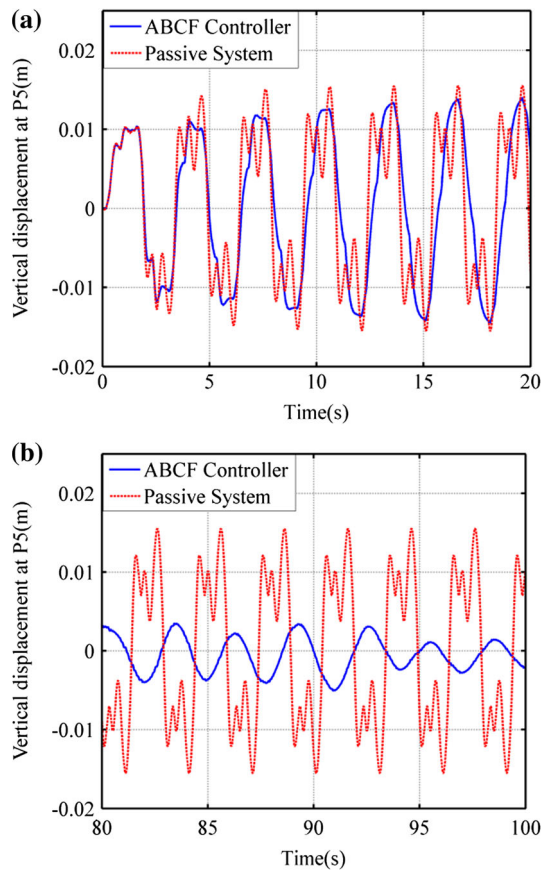 (a)
ABCF Controller
Passive System
Vertical displacement at P5(m)
0.02
0.01
0
-0.01
-0.02
0 5 10 15 20
Time(s)
(b)
ABCF Controller
Passive System
Vertical displacement at P5(m)
0.02
0.01
0
-0.01
-0.02
80 85 90 95 100
Time(s)